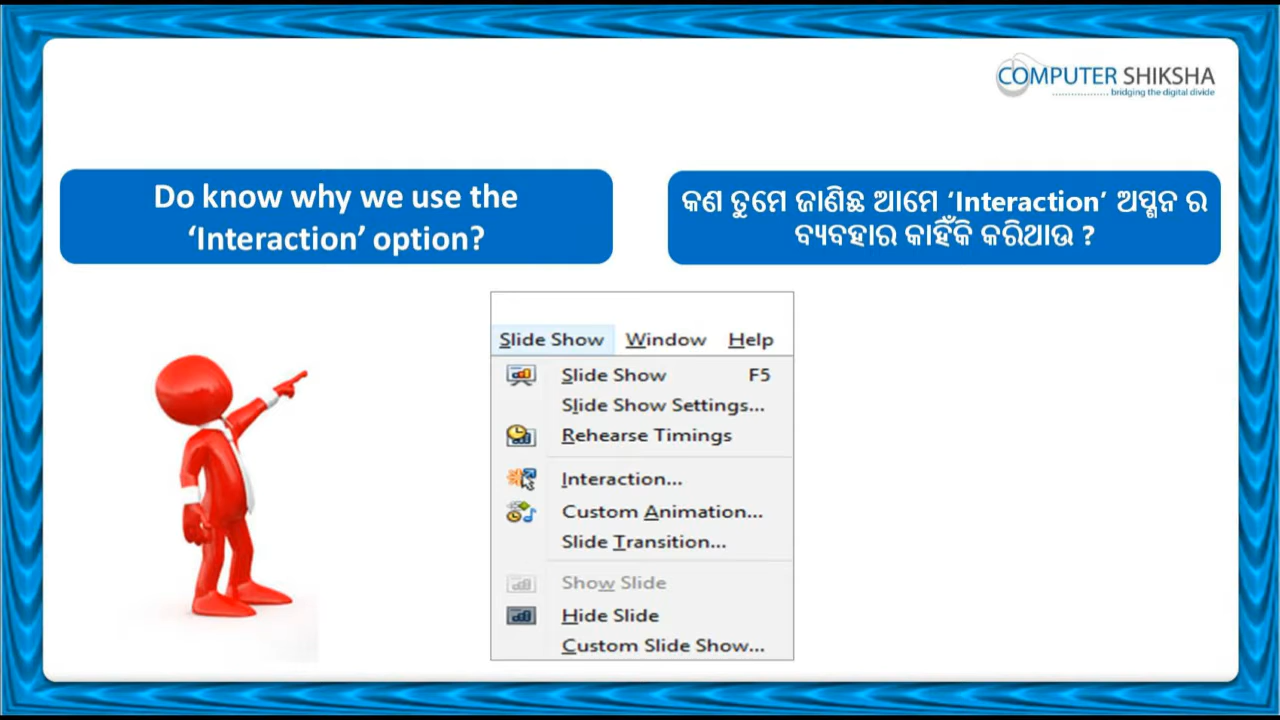 COMPUTER SHIKSHA
bridging the digital divide
Do know why we use the
‘Interaction’ option?
କଣ ତୁମେ ଜାଣିଛ ଆମେ ‘Interaction’ ଅପ୍ଶନ ର
ବ୍ୟବହାର କାହିଁକି କରିଥାଉ ?
Slide Show Window Help
Slide Show F5
Slide Show Settings...
Rehearse Timings
Interaction...
Custom Animation...
Slide Transition...
Show Slide
Hide Slide
Custom Slide Show...